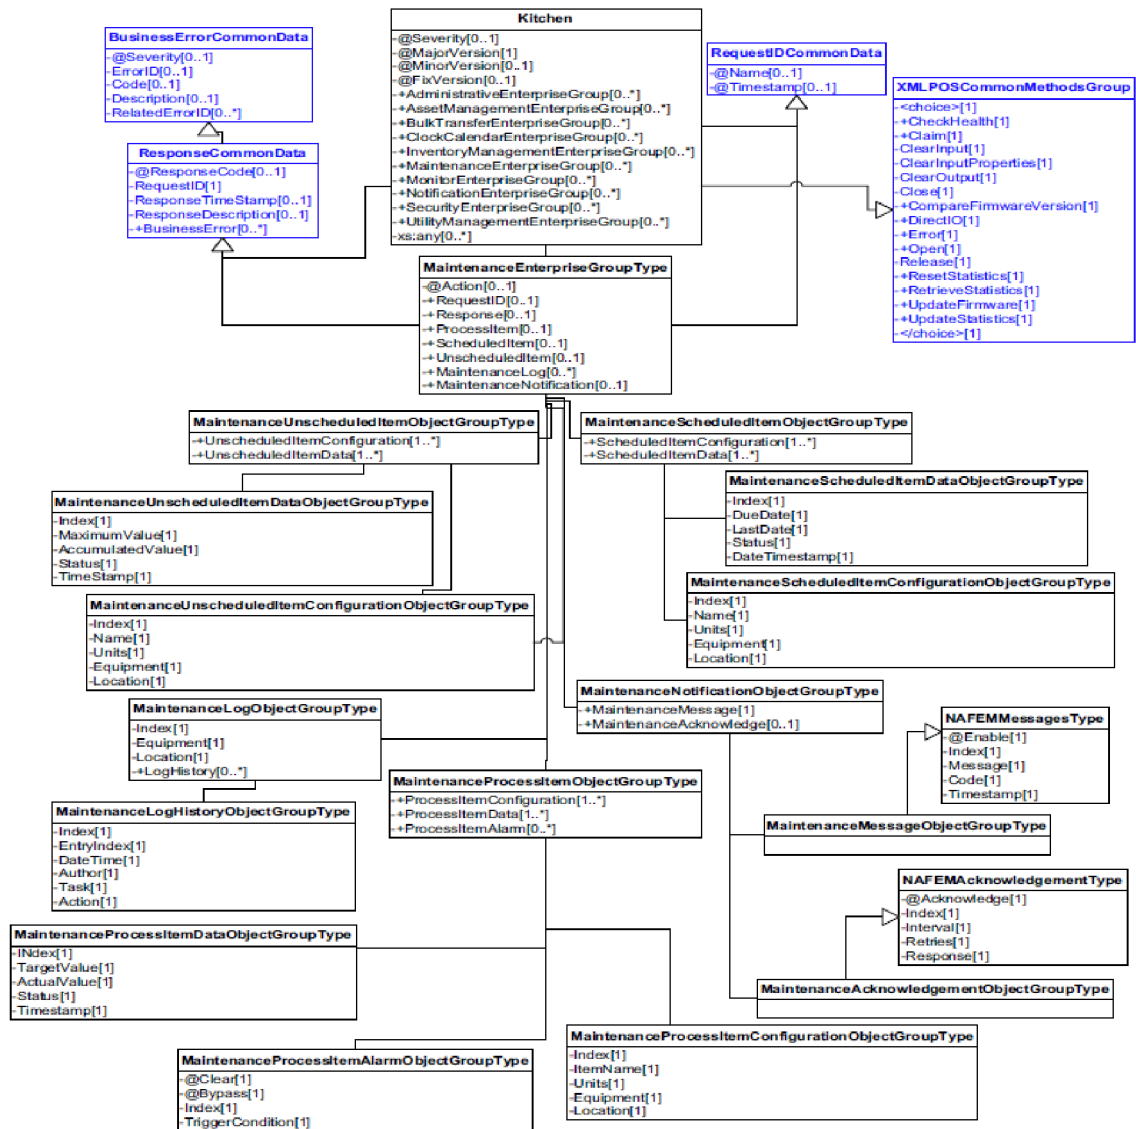 Kitchen
-@Severity[0..1]
-@MajorVersion[1]
-@MinorVersion[0..1]
-@FixVersion[0..1]
-+AdministrativeEnterpriseGroup[0..*]
-+AssetManagementEnterpriseGroup[0..*]
-+BulkTransferEnterpriseGroup[0..*]
-+ClockCalendarEnterpriseGroup[0..*]
-+InventoryManagementEnterpriseGroup[0..*]
-+MaintenanceEnterpriseGroup[0..*]
-+MonitorEnterpriseGroup[0..*]
-+NotificationEnterpriseGroup[0..*]
-+SecurityEnterpriseGroup[0..*]
-+UtilityManagementEnterpriseGroup[0..*]
-xs:any[0..*]
BusinessErrorCommonData
-@Severity[0..1]
-ErrorID[0..1]
-Code[0..1]
-Description[0..1]
-RelatedErrorID[0..*]
RequestIDCommonData
-@Name[0..1]
-@Timestamp[0..1]
XMLPOSCommonMethodsGroup
-<choice>[1]
-+CheckHealth[1]
-+Claim[1]
-ClearInput[1]
-ClearInputProperties[1]
-ClearOutput[1]
-Close[1]
-+CompareFirmwareVersion[1]
-+DirectIO[1]
-+Error[1]
-+Open[1]
-Release[1]
-+ResetStatistics[1]
-+RetrieveStatistics[1]
-+UpdateFirmware[1]
-+UpdateStatistics[1]
-</choice>[1]
ResponseCommonData
-@ResponseCode[0..1]
-RequestID[1]
-ResponseTimeStamp[0..1]
-ResponseDescription[0..1]
-+BusinessError[0..*]
MaintenanceEnterpriseGroupType
-@Action[0..1]
-+RequestID[0..1]
-+Response[0..1]
-+ProcessItem[0..1]
-+ScheduledItem[0..1]
-+UnscheduledItem[0..1]
-+MaintenanceLog[0..*]
-+MaintenanceNotification[0..1]
MaintenanceUnscheduledItemObjectGroupType
-+UnscheduledItemConfiguration[1..*]
-+UnscheduledItemData[1..*]
MaintenanceScheduledItemObjectGroupType
-+ScheduledItemConfiguration[1..*]
-+ScheduledItemData[1..*]
MaintenanceUnscheduledItemDataObjectGroupType
-Index[1]
-MaximumValue[1]
-AccumulatedValue[1]
-Status[1]
-TimeStamp[1]
MaintenanceScheduledItemDataObjectGroupType
-Index[1]
-DueDate[1]
-LastDate[1]
-Status[1]
-DateTimestamp[1]
MaintenanceUnscheduledItemConfigurationObjectGroupType
-Index[1]
-Name[1]
-Units[1]
-Equipment[1]
-Location[1]
MaintenanceScheduledItemConfigurationObjectGroupType
-Index[1]
-Name[1]
-Units[1]
-Equipment[1]
-Location[1]
MaintenanceNotificationObjectGroupType
-+MaintenanceMessage[1]
-+MaintenanceAcknowledge[0..1]
MaintenanceLogObjectGroupType
-Index[1]
-Equipment[1]
-Location[1]
-+LogHistory[0..*]
NAFEMMessagesType
-@Enable[1]
-Index[1]
-Message[1]
-Code[1]
-Timestamp[1]
MaintenanceProcessItemObjectGroupType
-+ProcessItemConfiguration[1..*]
-+ProcessItemData[1..*]
-+ProcessItemAlarm[0..*]
MaintenanceLogHistoryObjectGroupType
-Index[1]
-EntryIndex[1]
-DateTime[1]
-Author[1]
-Task[1]
-Action[1]
MaintenanceMessageObjectGroupType
NAFEMAcknowledgementType
-@Acknowledge[1]
-Index[1]
-Interval[1]
-Retries[1]
-Response[1]
MaintenanceProcessItemDataObjectGroupType
-INdex[1]
-TargetValue[1]
-ActualValue[1]
-Status[1]
-Timestamp[1]
MaintenanceAcknowledgementObjectGroupType
MaintenanceProcessItemConfigurationObjectGroupType
-Index[1]
-ItemName[1]
-Units[1]
-Equipment[1]
-Location[1]
MaintenanceProcessItemAlarmObjectGroupType
-@Clear[1]
-@Bypass[1]
-Index[1]
-TriggerCondition[1]